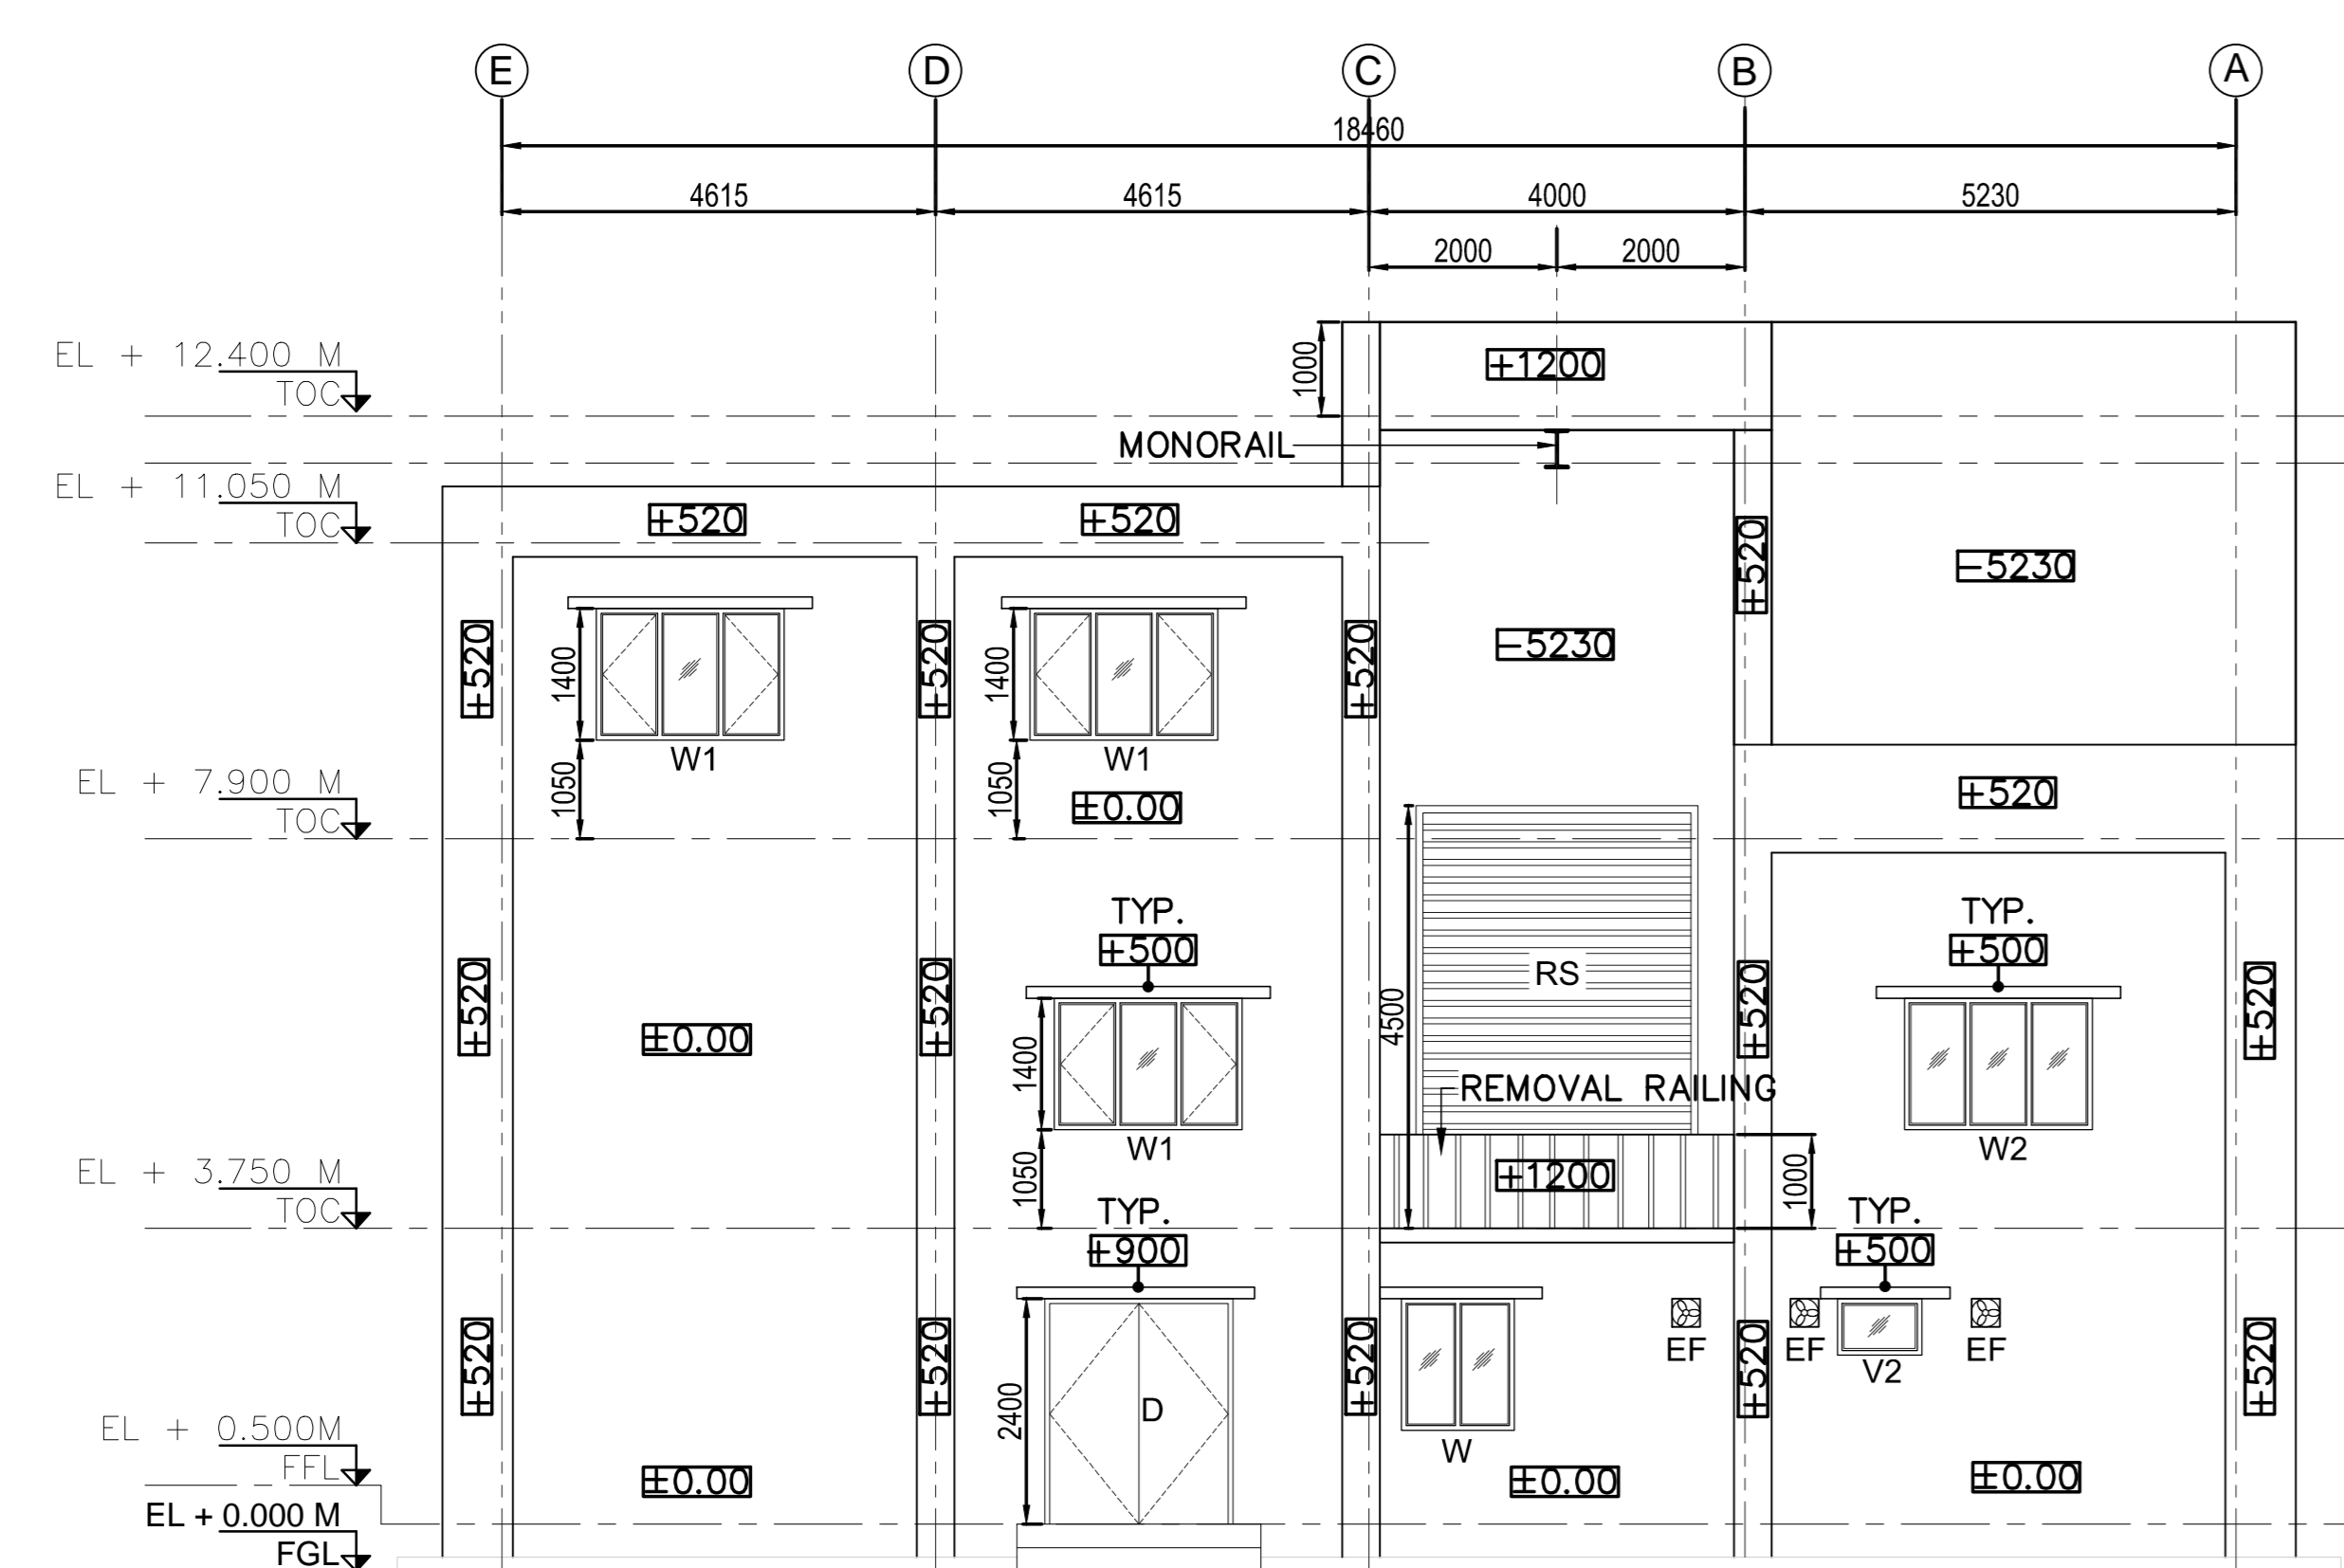 E D C B A
18460
4615 4615 4000 5230
2000 2000
EL + 12.400 M
TOC
1000
+1200
MONORAIL
EL + 11.050 M
TOC
+520 +520
+520
-5230
+520 +520 +520
-5230
1400 1400
W1 W1
1050 1050
EL + 7.900 M
TOC
±0.00
+520
TYP. TYP.
+500 +500
RS
+520 +520 +520 +520
4500
±0.00
1400
REMOVAL RAILING
W1 W2
1050
+1200
1000
EL + 3.750 M
TOC
TYP. TYP.
+900 +500
EF EF EF
V2
+520 +520 +520 +520 +520
2400
D
W
EL + 0.500M
FFL
±0.00 ±0.00 ±0.00
EL + 0.000 M
FGL